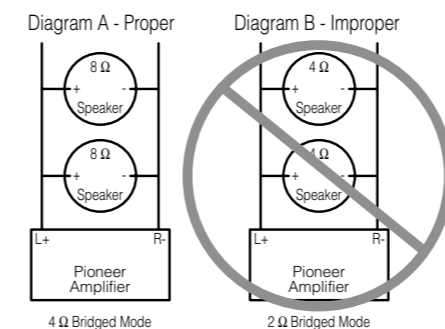 Diagram A - Proper
8 Ω
+ -
Speaker
8 Ω
+ -
Speaker
L+ R-
Pioneer
Amplifier
4 Ω Bridged Mode
Diagram B - Improper
4 Ω
+ -
Speaker
4 Ω
+ -
Speaker
L+ R-
Pioneer
Amplifier
2 Ω Bridged Mode